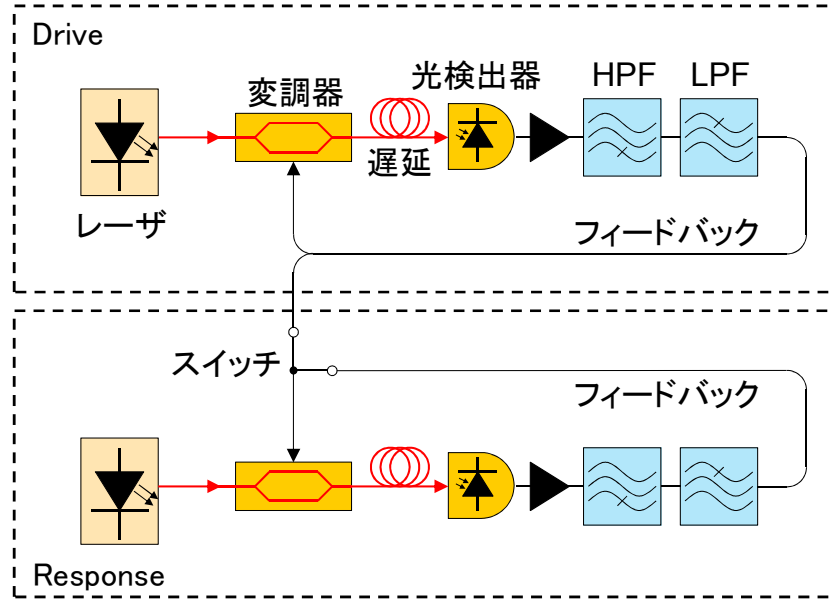 Drive
変調器
光検出器
HPF
LPF
遅延
レーザ
フィードバック
スイッチ
フィードバック
Response